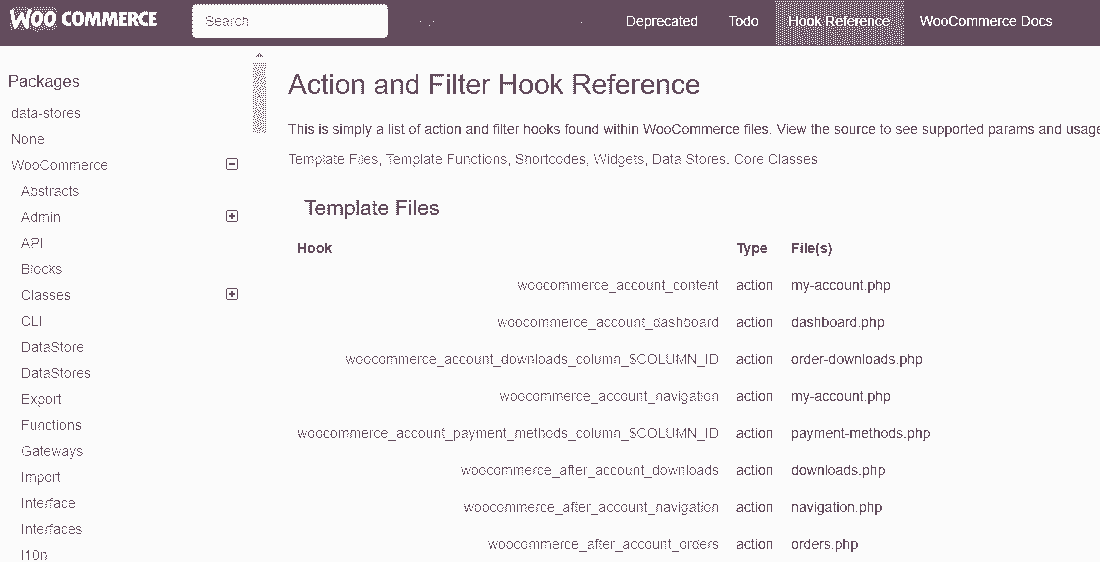 WOO COMMERCE Search Deprecated Todo Hook Reference WooCommerce Docs
Packages
data-stores
None
WooCommerce
Abstracts
Admin
API
Blocks
Classes
CLI
DataStore
DataStores
Export
Functions
Gateways
Import
Interface
Interfaces
l10n
Action and Filter Hook Reference
This is simply a list of action and filter hooks found within WooCommerce files. View the source to see supported params and usage
Template Files, Template Functions, Shortcodes, Widgets, Data Stores. Core Classes
Template Files
Hook Type File(s)
woocommerce_account_content action my-account.php
woocommerce_account_dashboard action dashboard.php
woocommerce_account_downloads_column_$COLUMN_ID action order-downloads.php
woocommerce_account_navigation action my-account.php
woocommerce_account_payment_methods_column_$COLUMN_ID action payment-methods.php
woocommerce_after_account_downloads action downloads.php
woocommerce_after_account_navigation action navigation.php
woocommerce_after_account_orders action orders.php